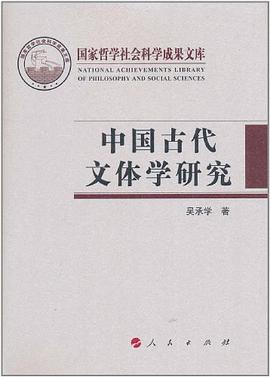 国家哲学社会科学成果文库
NATIONAL ACHIEVEMENTS LIBRARY
OF PHILOSOPHY AND SOCIAL SCIENCES
中国古代
文体学研究
吴承学 著
人民出版社